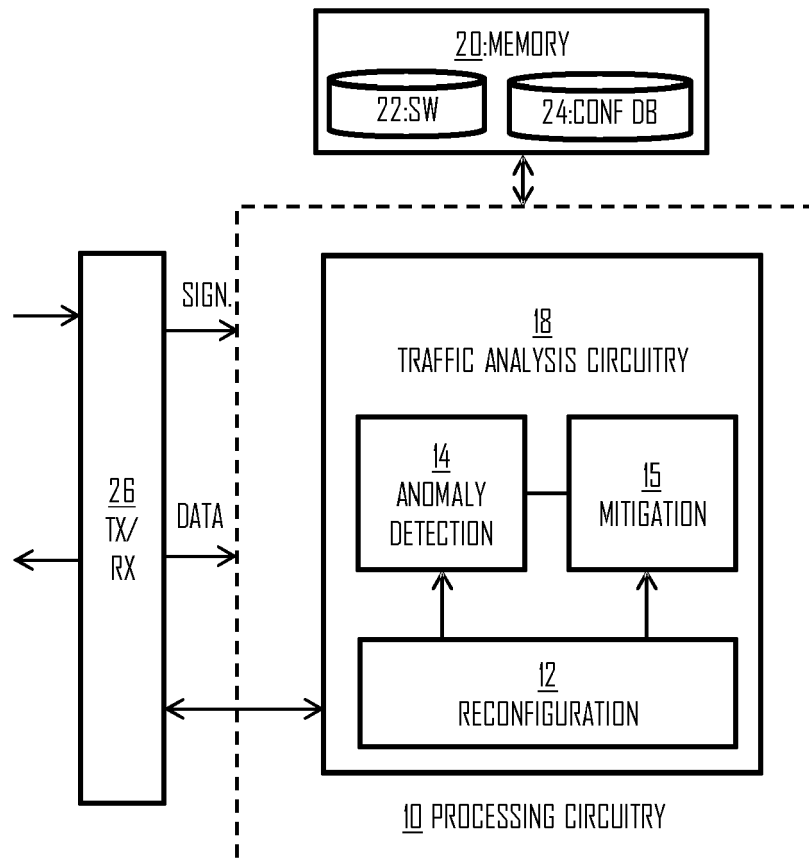 20:MEMORY
22:SW
24:CONF DB
SIGN.
18
TRAFFIC ANALYSIS CIRCUITRY
26
TX/
RX
DATA
14
ANOMALY
DETECTION
15
MITIGATION
12
RECONFIGURATION
10 PROCESSING CIRCUITRY